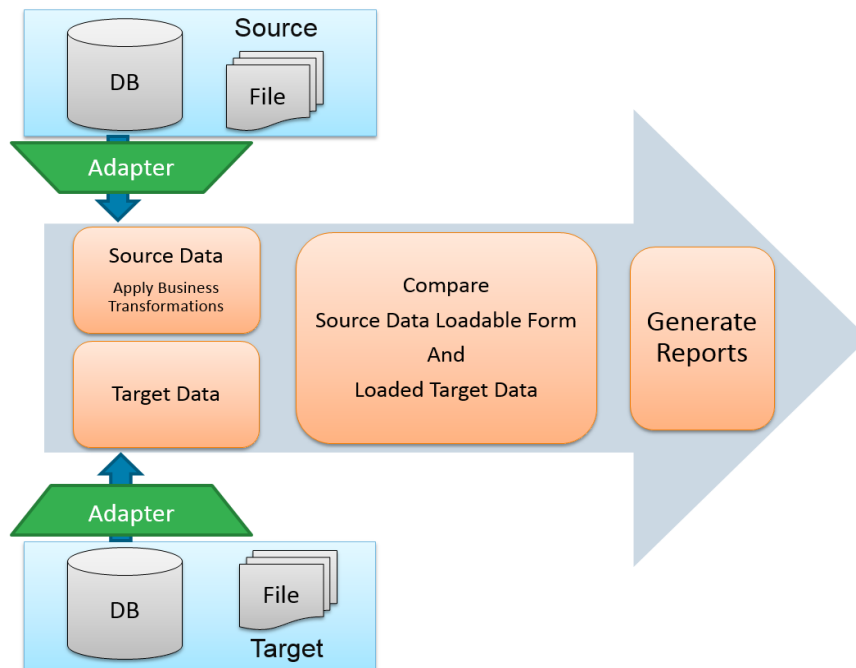 Source
DB
File
Adapter
Source Data
Apply Business
Transformations
Target Data
Compare
Source Data Loadable Form
And
Loaded Target Data
Generate
Reports
Adapter
DB
File
Target